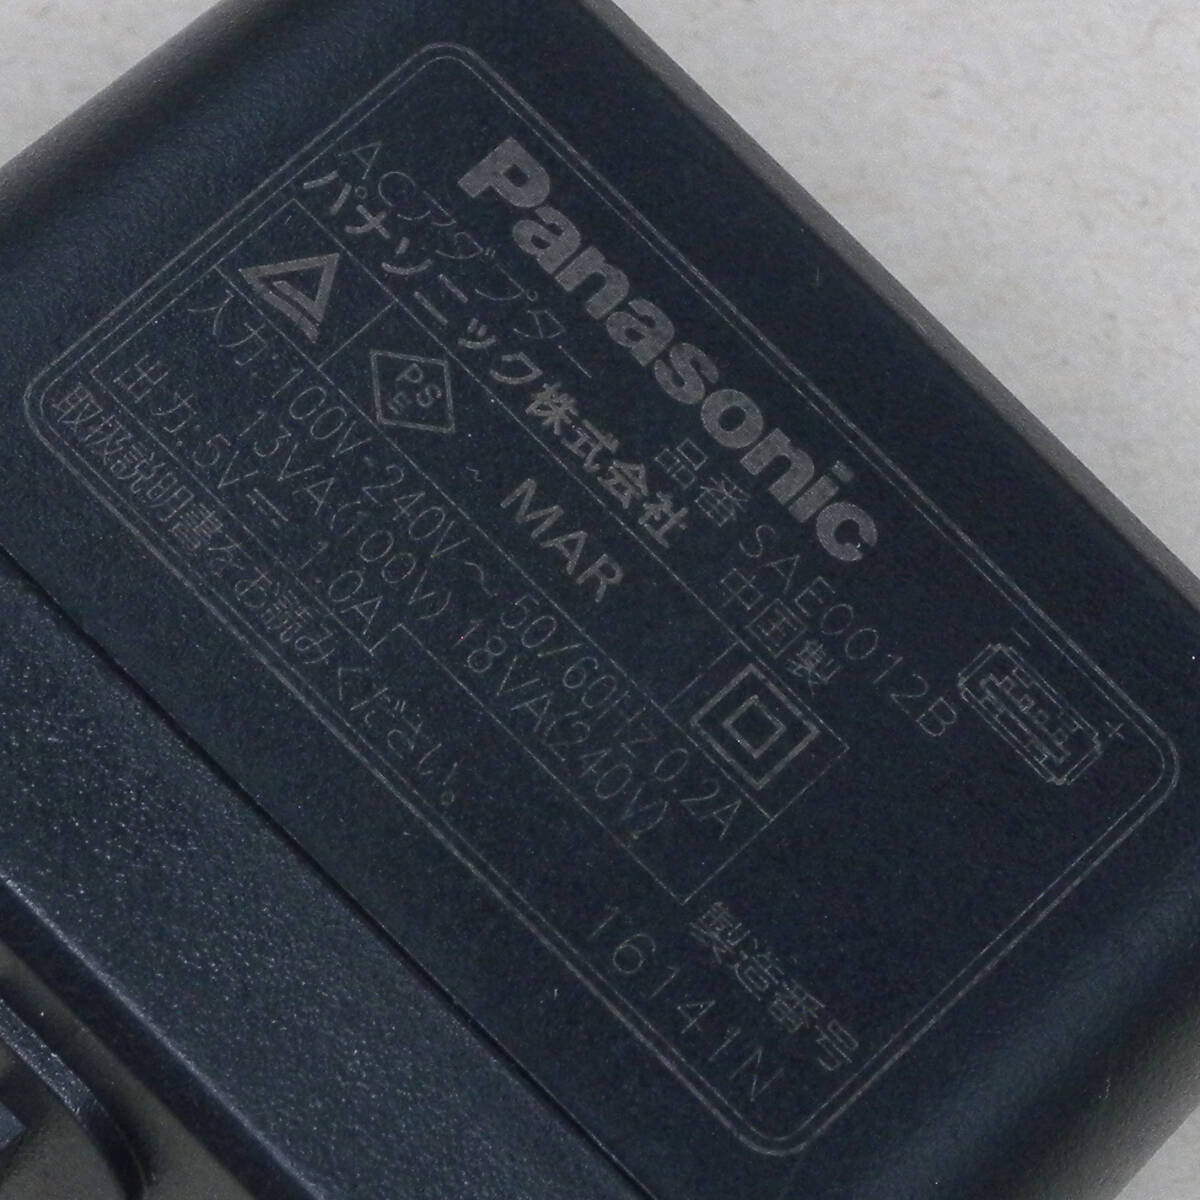 Panasonic
ACアダプター 品番 SAE0012B
パナソニック株式会社 中国製
PS
E
MAR
入力:100V-240V～50/60Hz 0.2A
13VA(100V) 18VA(240V)
出力:5V⎓1.0A
取扱説明書をお読みください。
製造番号
16141N
- +